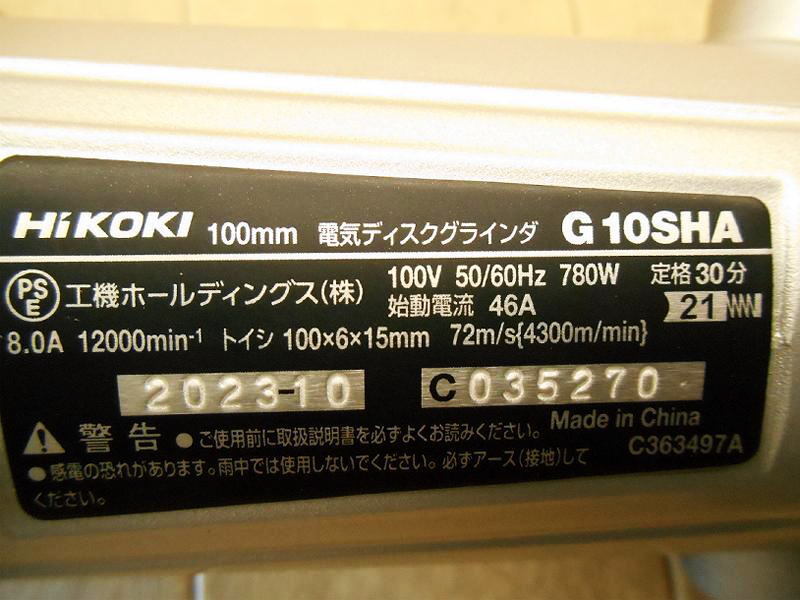 HiKOKI 100mm 電気ディスクグラインダ G10SHA
PSE 工機ホールディングス(株) 100V 50/60Hz 780W 定格30分
始動電流 46A 21
8.0A 12000min-1 トイシ 100×6×15mm 72m/s{4300m/min}
2023-10 C035270
Made in China
警告 ●ご使用前に取扱説明書を必ずよくお読みください。
C363497A
●感電の恐れがあります。雨中では使用しないでください。必ずアース(接地)して
ください。